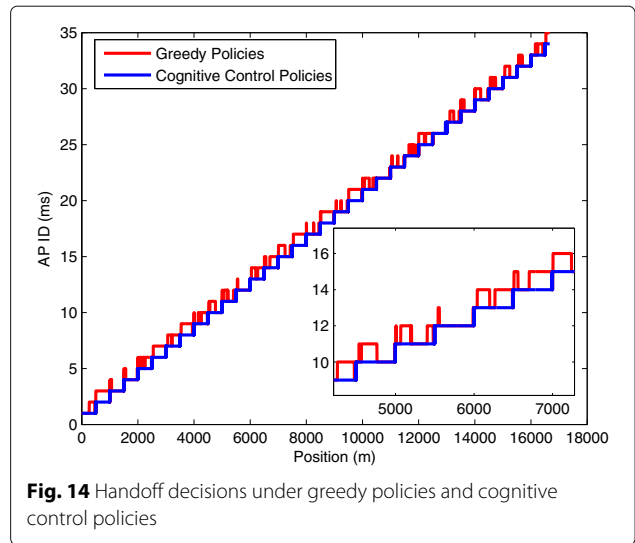 35
30
25
20
15
10
5
0
AP ID (ms)
Greedy Policies
Cognitive Control Policies
16
14
12
10
5000 6000 7000
0 2000 4000 6000 8000 10000 12000 14000 16000 18000
Position (m)
Fig. 14 Handoff decisions under greedy policies and cognitive
control policies